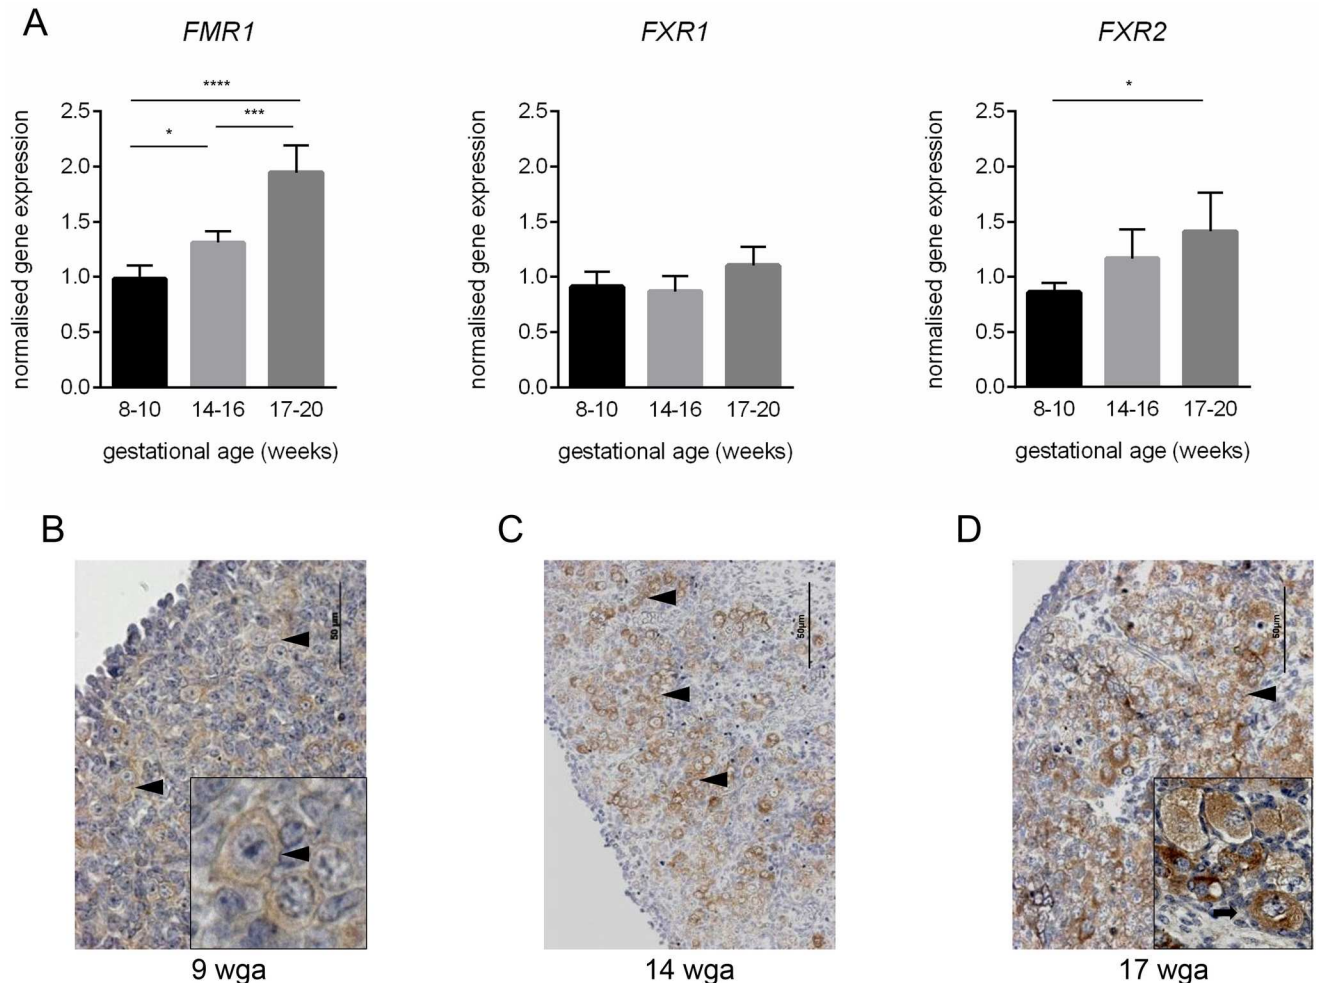 A
FMR1
FXR1
FXR2
****
***
*
*
normalised gene expression
2.5
2.0
1.5
1.0
0.5
0.0
8-10
14-16
17-20
gestational age (weeks)
normalised gene expression
2.5
2.0
1.5
1.0
0.5
0.0
8-10
14-16
17-20
gestational age (weeks)
normalised gene expression
2.5
2.0
1.5
1.0
0.5
0.0
8-10
14-16
17-20
gestational age (weeks)
B
50 µm
9 wga
C
50µm
14 wga
D
50µm
17 wga